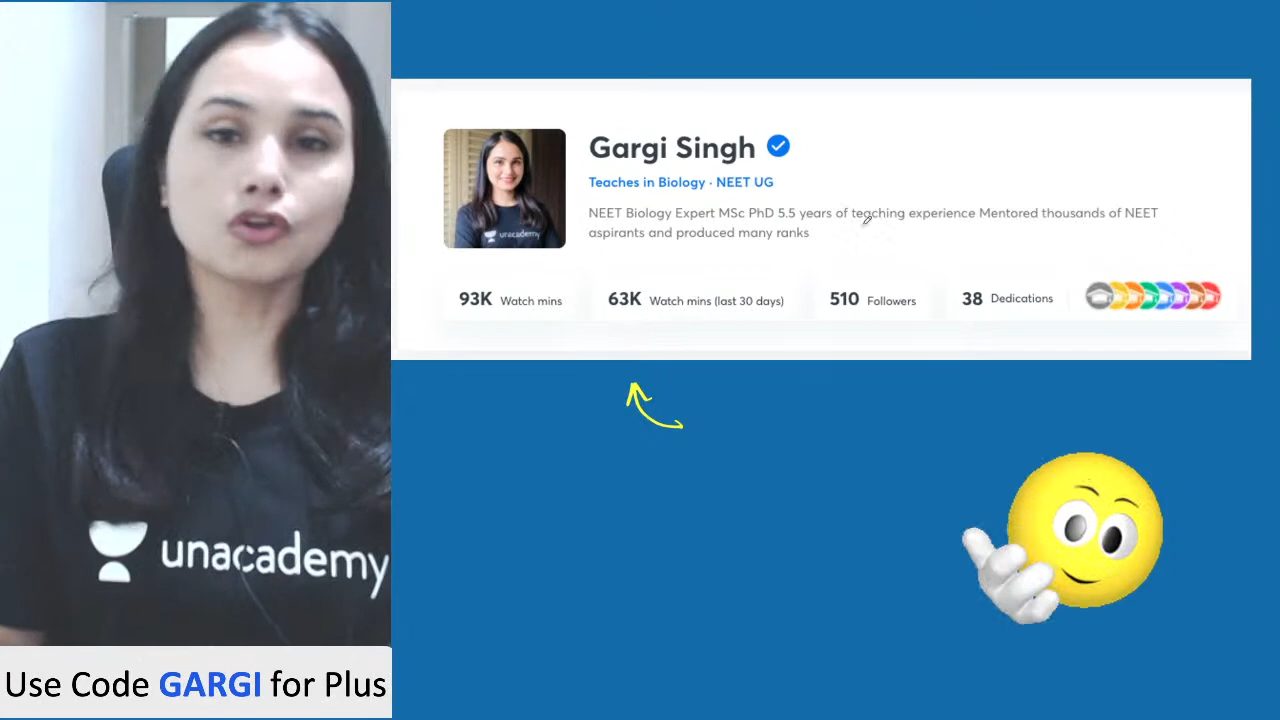 Gargi Singh
Teaches in Biology · NEET UG
NEET Biology Expert MSc PhD 5.5 years of teaching experience Mentored thousands of NEET
aspirants and produced many ranks
unacademy
93K Watch mins
63K Watch mins (last 30 days)
510 Followers
38 Dedications
unacademy
Use Code GARGI for Plus